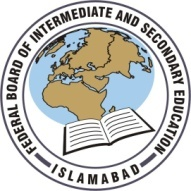 FEDERAL BOARD OF INTERMEDIATE AND SECONDARY EDUCATION
ISLAMABAD